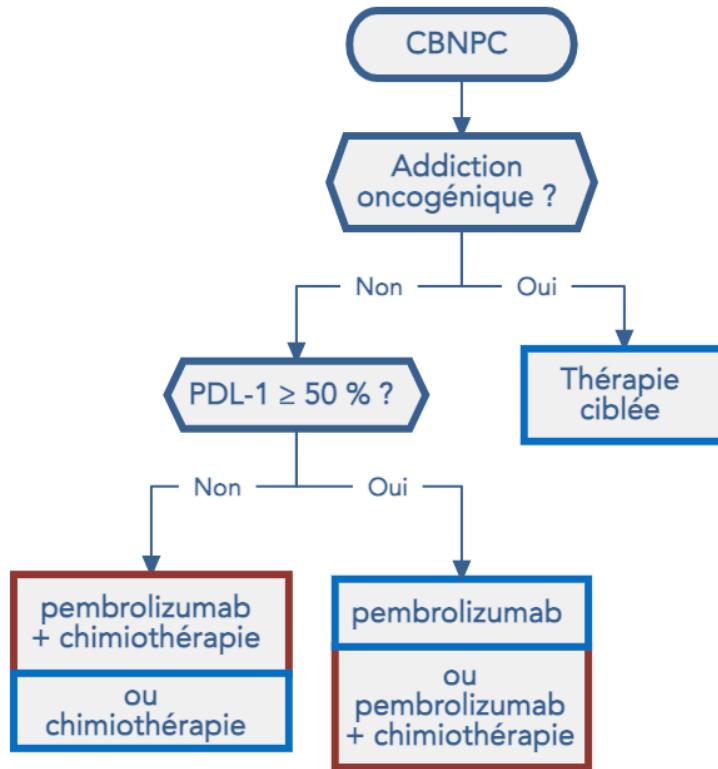 CBNPC
Addiction
oncogénique ?
Non
Oui
PDL-1 ≥ 50 % ?
Thérapie
ciblée
Non
Oui
pembrolizumab
+ chimiothérapie
ou
chimiothérapie
pembrolizumab
ou
pembrolizumab
+ chimiothérapie